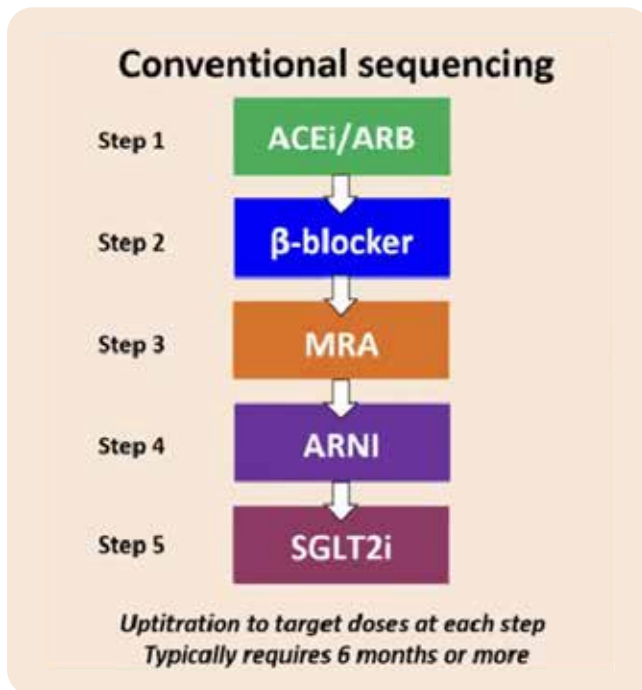 Conventional sequencing
Step 1 ACEi/ARB
Step 2 β-blocker
Step 3 MRA
Step 4 ARNI
Step 5 SGLT2i
Uptitration to target doses at each step
Typically requires 6 months or more